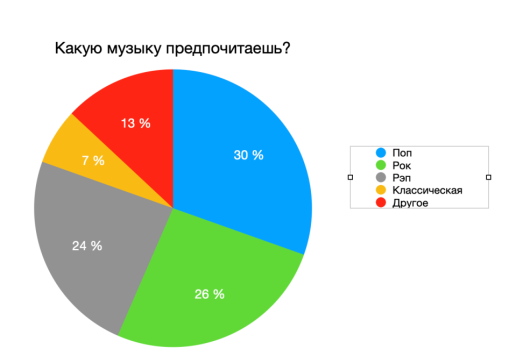 Какую музыку предпочитаешь?
13 %
30 %
7 %
24 %
26 %
Поп
Рок
Рэп
Классическая
Другое